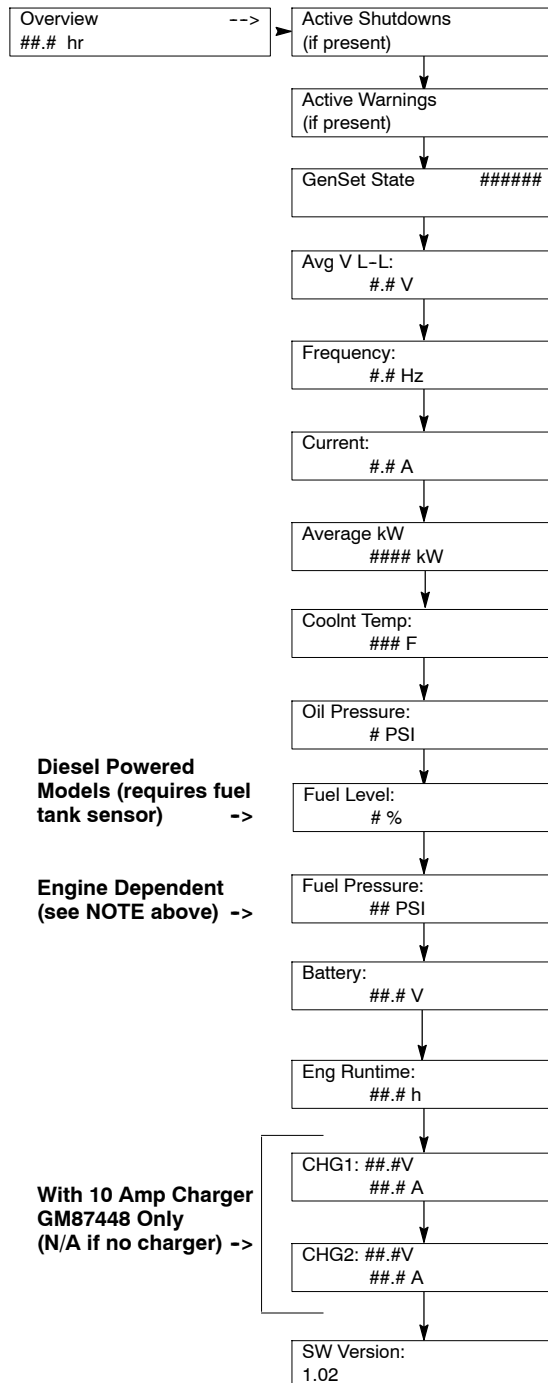 Overview -->
##.# hr
Active Shutdowns
(if present)
Active Warnings
(if present)
GenSet State ######
Avg V L-L:
#.# V
Frequency:
#.# Hz
Current:
#.# A
Average kW
#### kW
Coolnt Temp:
### F
Oil Pressure:
# PSI
Diesel Powered
Models (requires fuel
tank sensor) ->
Fuel Level:
# %
Engine Dependent
(see NOTE above) ->
Fuel Pressure:
## PSI
Battery:
##.# V
Eng Runtime:
##.# h
With 10 Amp Charger
GM87448 Only
(N/A if no charger) ->
CHG1: ##.#V
##.# A
CHG2: ##.#V
##.# A
SW Version:
1.02